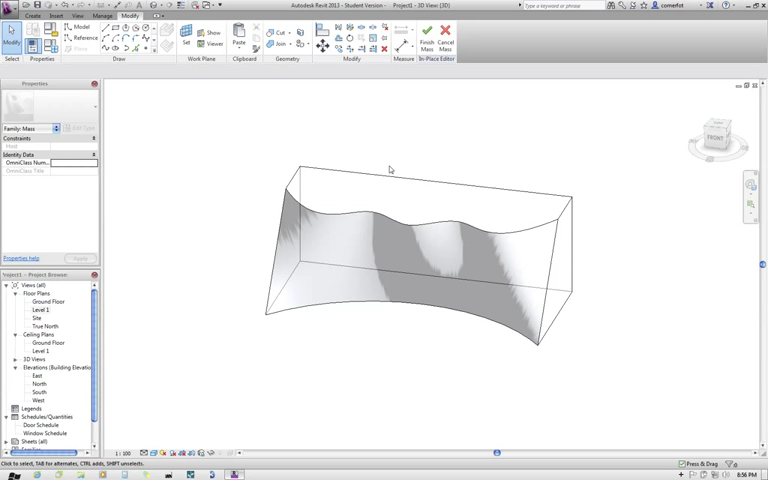 Autodesk Revit 2013 - Student Version - Project1 - 3D View: {3D}
Type a keyword or phrase
comerfot
Create Insert View Manage Modify
Modify
Model
Reference
Plane
Set
Show
Viewer
Paste
Cut
Join
Finish Mass
Cancel Mass
Select Properties Draw Work Plane Clipboard Geometry Modify Measure In-Place Editor
Properties
Family: Mass
Edit Type
Constraints
Host
Identity Data
OmniClass Num...
OmniClass Title
Properties help
Apply
Project1 - Project Browser
Views (all)
Floor Plans
Ground Floor
Level 1
Site
True North
Ceiling Plans
Ground Floor
Level 1
3D Views
Elevations (Building Elevatio
East
North
South
West
Legends
Schedules/Quantities
Door Schedule
Window Schedule
Sheets (all)
FRONT
1 : 100
Click to select, TAB for alternates, CTRL adds, SHIFT unselects.
Press & Drag
:0
8:56 PM